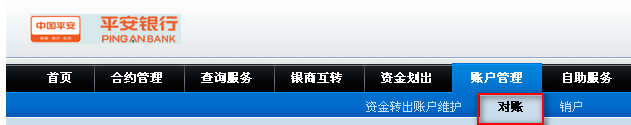 中国平安 平安银行
PINGAN BANK
首页 合约管理 查询服务 银商互转 资金划出 账户管理 自助服务
资金转出账户维护 对账 销户